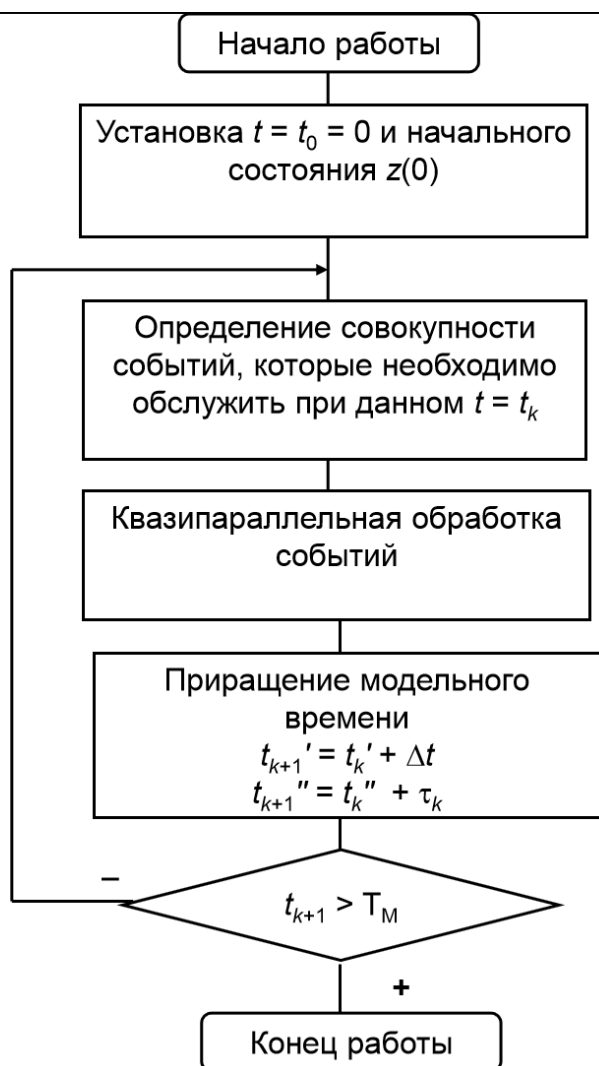 Начало работы
Установка t = t₀ = 0 и начального
состояния z(0)
Определение совокупности
событий, которые необходимо
обслужить при данном t = tₖ
Квазипараллельная обработка
событий
Приращение модельного
времени
tₖ₊₁′ = tₖ′ + Δt
tₖ₊₁″ = tₖ″ + τₖ
–
tₖ₊₁ > Tᴍ
+
Конец работы